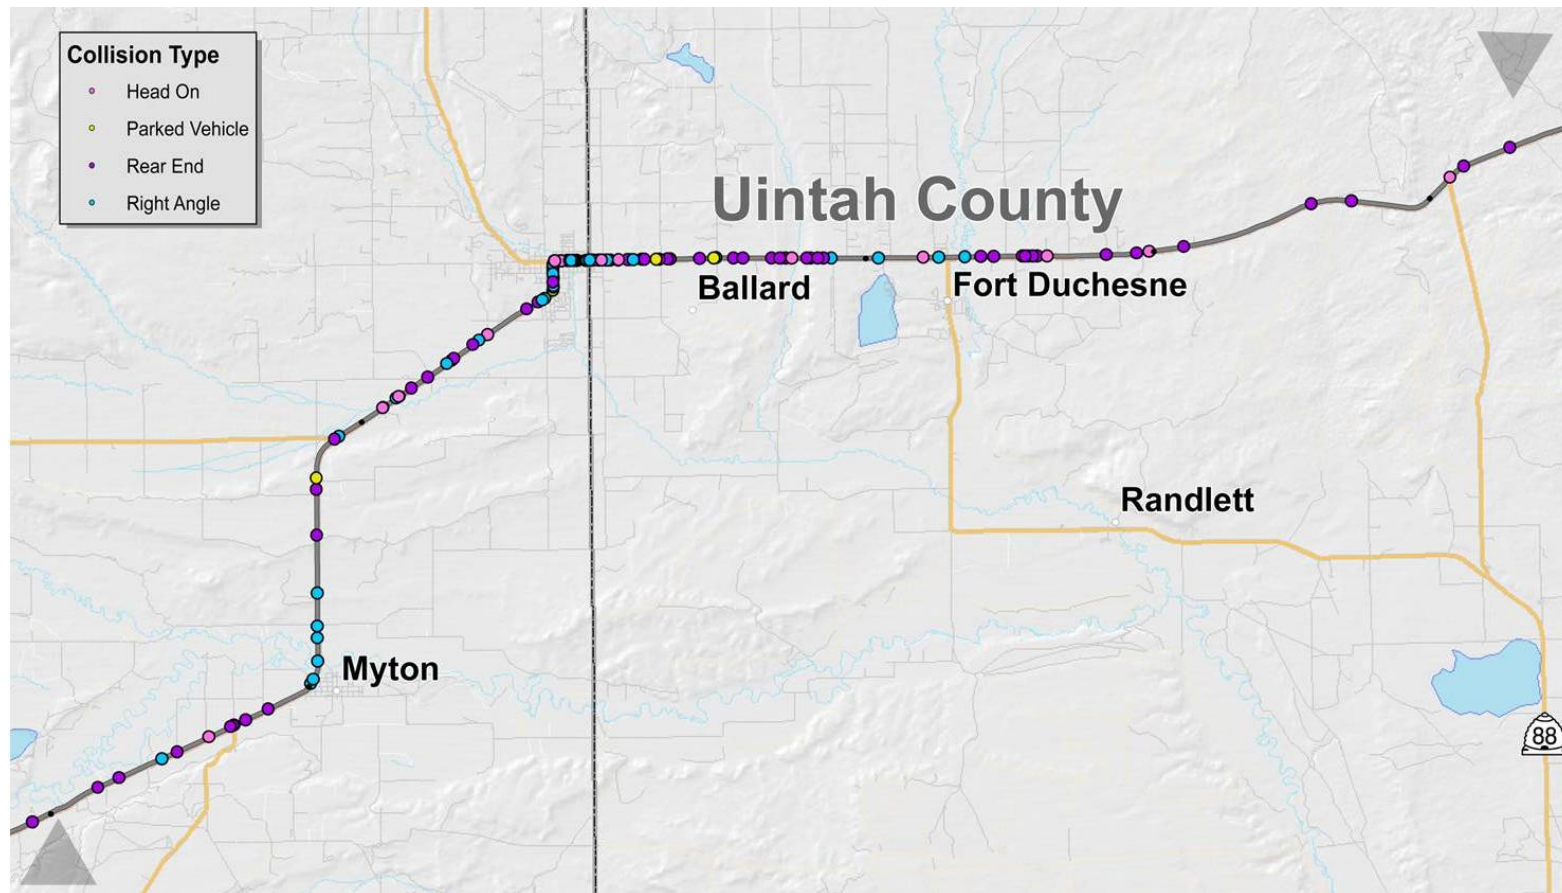 Collision Type
Head On
Parked Vehicle
Rear End
Right Angle
Uintah County
Ballard
Fort Duchesne
Randlett
Myton
88